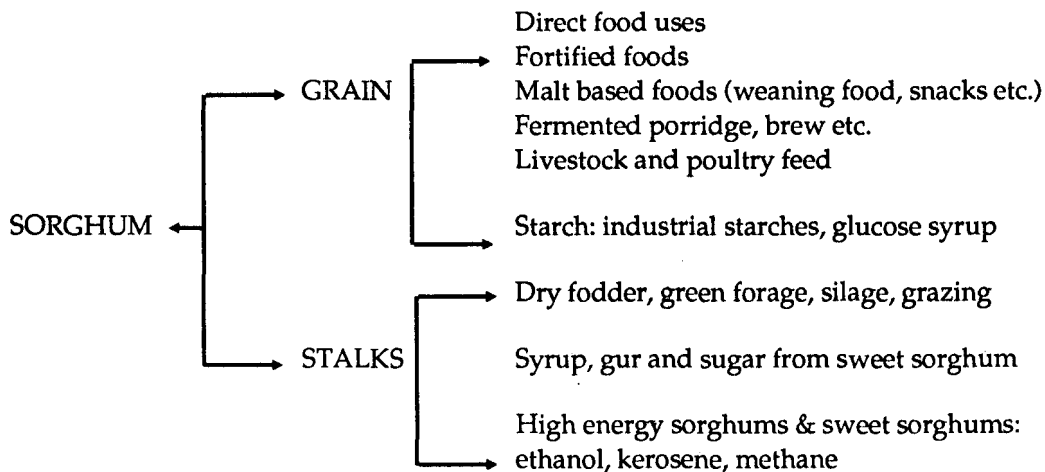 Direct food uses
Fortified foods
GRAIN
Malt based foods (weaning food, snacks etc.)
Fermented porridge, brew etc.
Livestock and poultry feed
SORGHUM
Starch: industrial starches, glucose syrup
Dry fodder, green forage, silage, grazing
STALKS
Syrup, gur and sugar from sweet sorghum
High energy sorghums & sweet sorghums:
ethanol, kerosene, methane